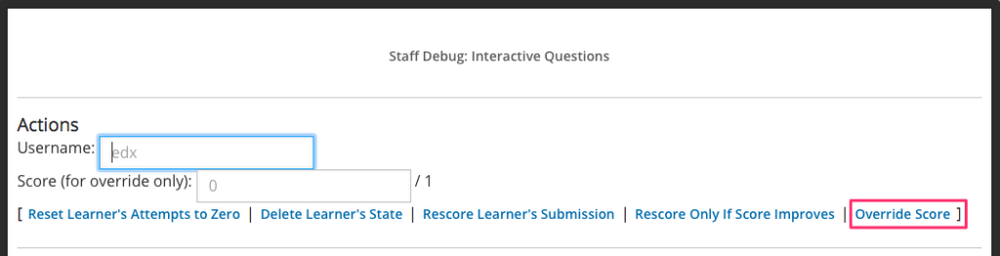 Staff Debug: Interactive Questions
Actions
Username: edx
Score (for override only): 0 / 1
[ Reset Learner's Attempts to Zero | Delete Learner's State | Rescore Learner's Submission | Rescore Only If Score Improves | Override Score ]